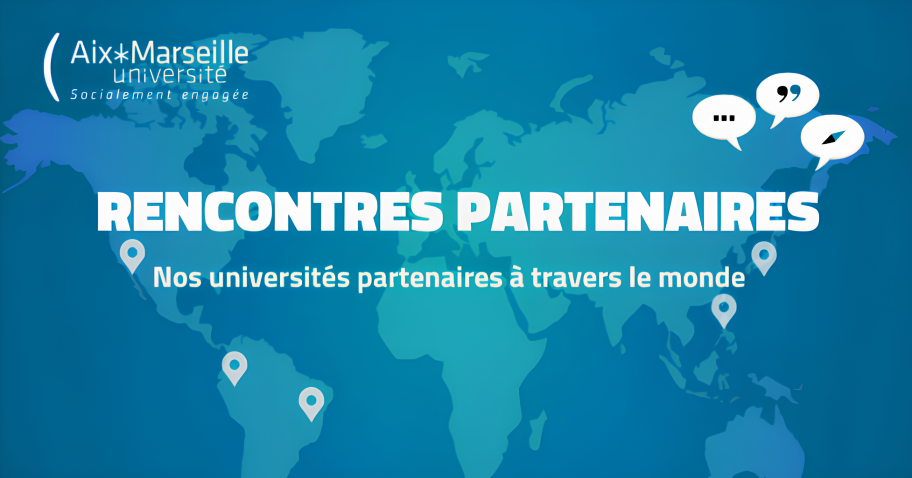 Aix*Marseille
université
Socialement engagée
RENCONTRES PARTENAIRES
Nos universités partenaires à travers le monde